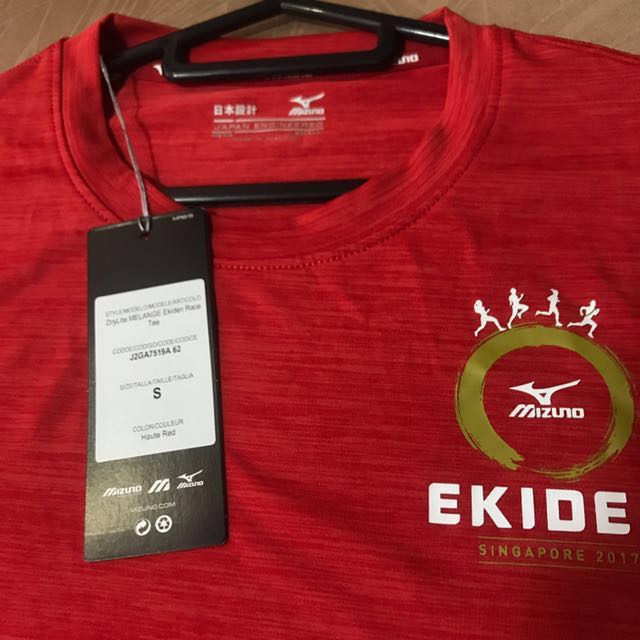 MIZUNO
日本設計
MIZUNO
JAPAN ENGINEERED
STYLE/MODELO/MODELE/ARTICOLO
DryLite MELANGE Ekiden Race
Tee
CODICE/CODIGO/CODE/CODICE
J2GA7519A 62
SIZE/TALLA/TAILLE/TAGLIA
S
COLOR/COULEUR
Haute Red
MIZUNO
MIZUNO.COM
MIZUNO
EKIDE
SINGAPORE 2017